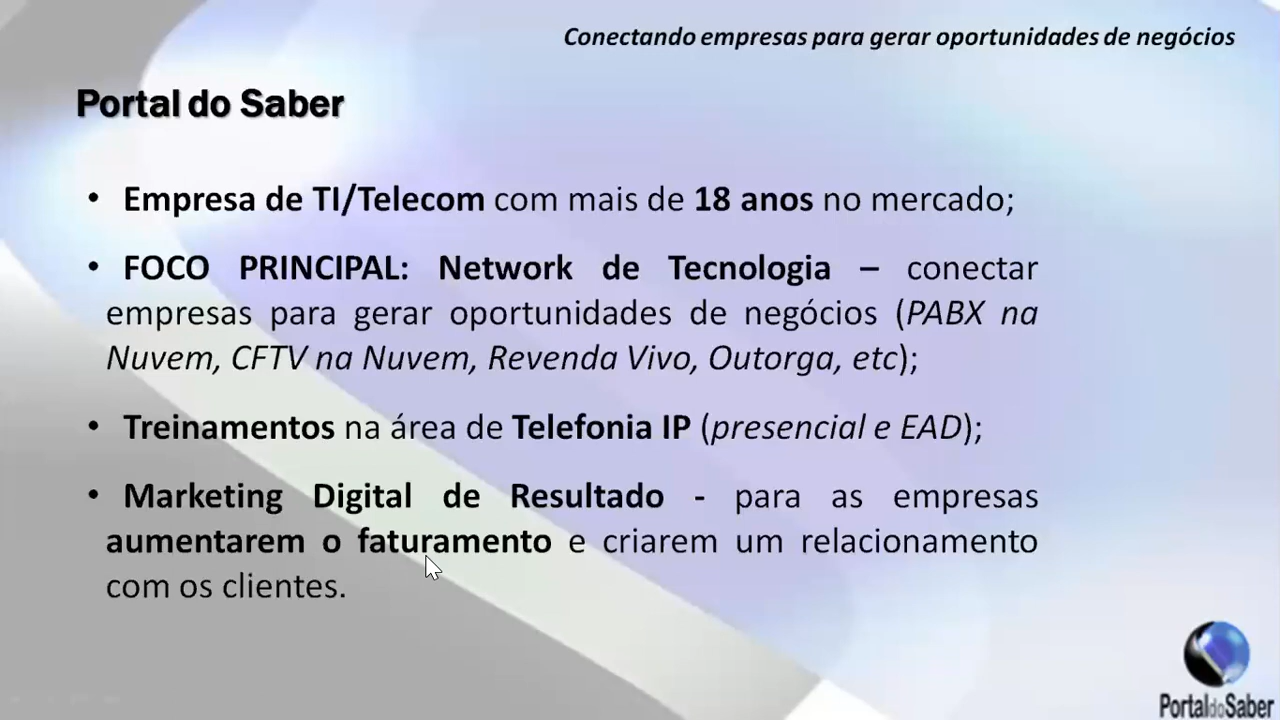 Conectando empresas para gerar oportunidades de negócios
Portal do Saber
• Empresa de TI/Telecom com mais de 18 anos no mercado;
• FOCO PRINCIPAL: Network de Tecnologia – conectar
empresas para gerar oportunidades de negócios (PABX na
Nuvem, CFTV na Nuvem, Revenda Vivo, Outorga, etc);
• Treinamentos na área de Telefonia IP (presencial e EAD);
• Marketing Digital de Resultado - para as empresas
aumentarem o faturamento e criarem um relacionamento
com os clientes.
PortaldoSaber